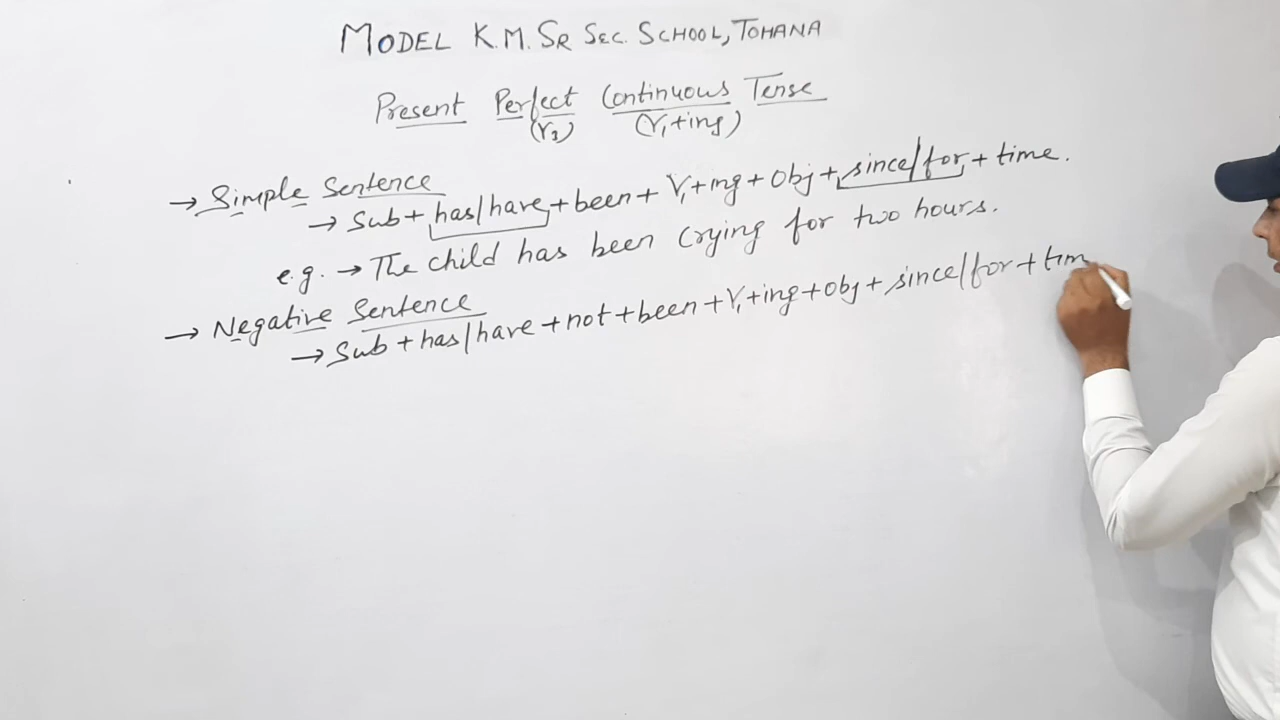 MODEL K.M. SR SEC. SCHOOL, TOHANA
Present Perfect Continuous Tense
(V₃) (V₁+ing)
→ Simple Sentence
→ Sub + has/have + been + V₁+ing + Obj + since/for + time.
e.g. → The child has been crying for two hours.
→ Negative Sentence
→ Sub + has/have + not + been + V₁+ing + Obj + since/for + tim